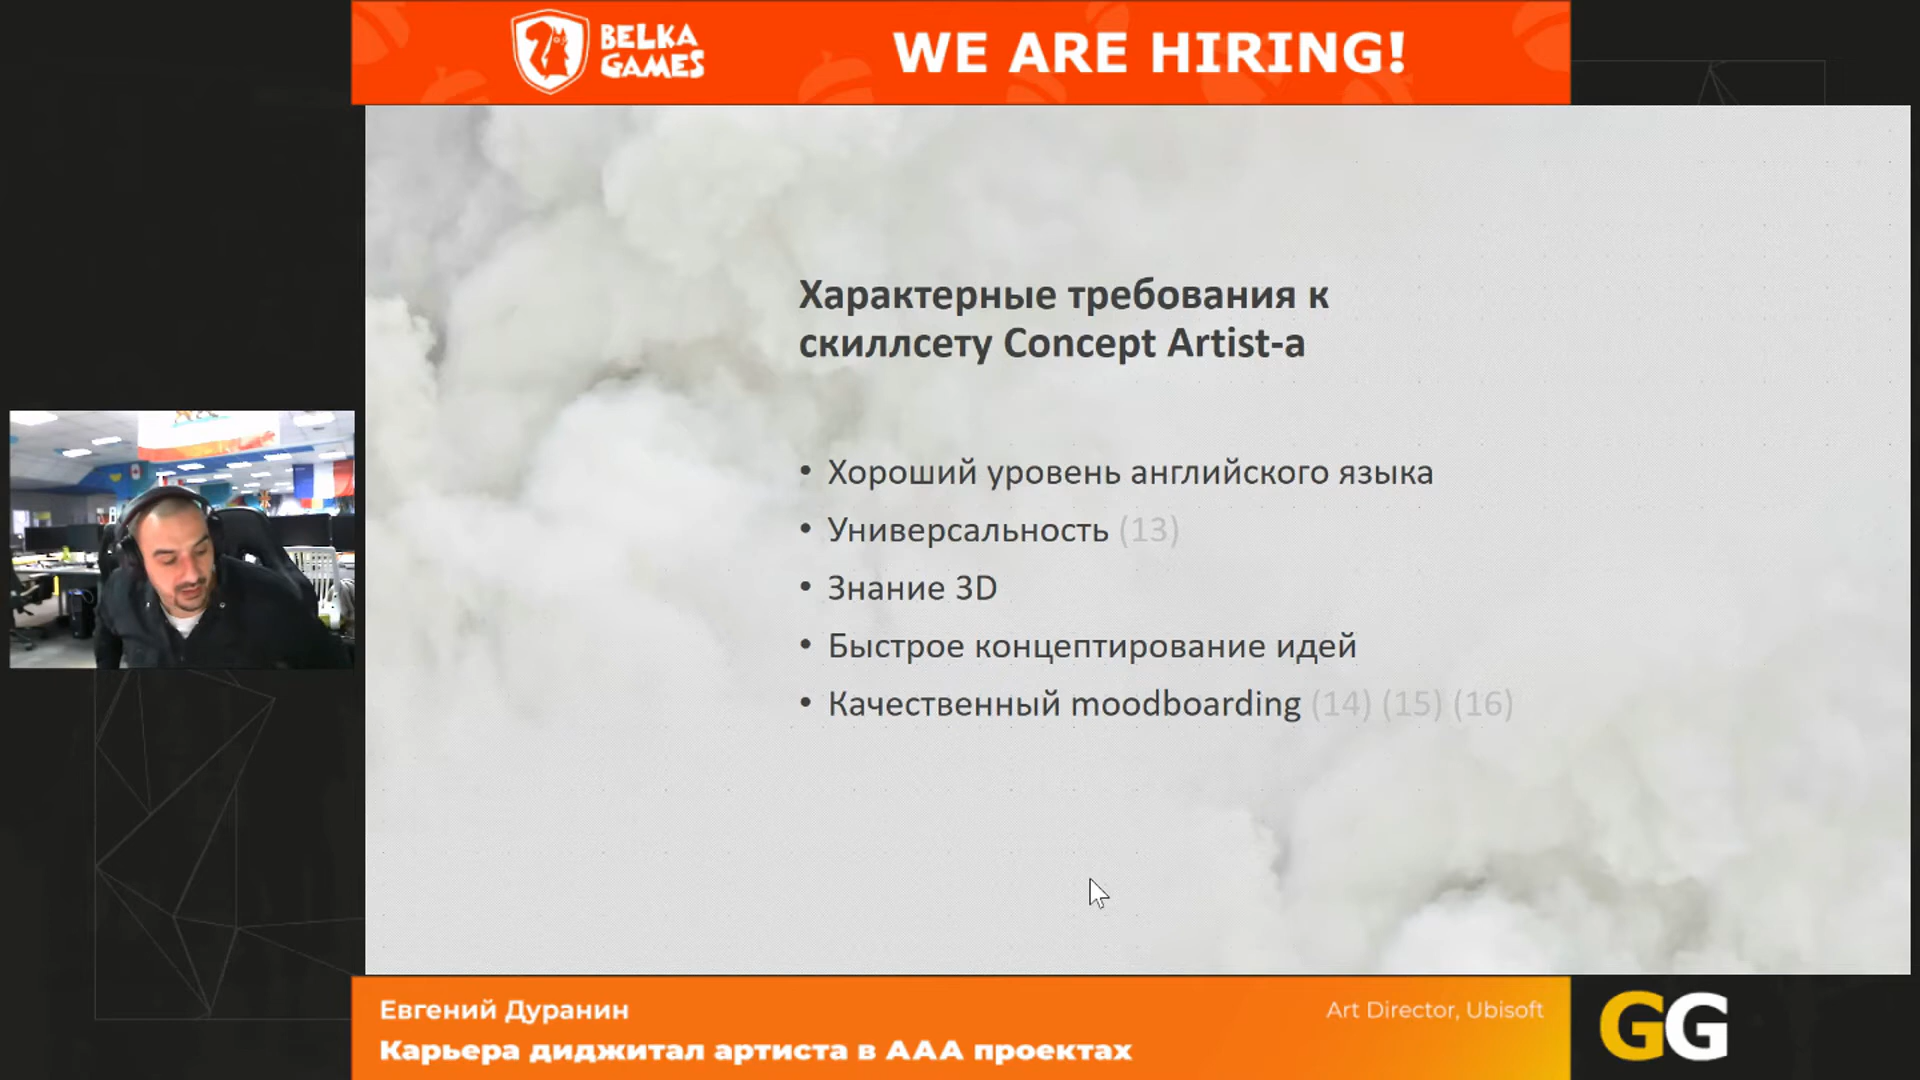 BELKA
GAMES
WE ARE HIRING!
Характерные требования к
скиллсету Concept Artist-а
• Хороший уровень английского языка
• Универсальность (13)
• Знание 3D
• Быстрое концептирование идей
• Качественный moodboarding (14) (15) (16)
Евгений Дуранин
Art Director, Ubisoft
Карьера диджитал артиста в ААА проектах
GG